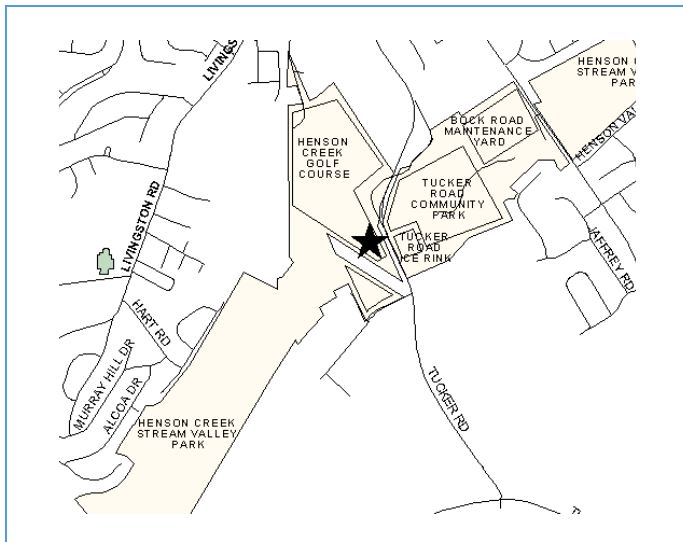 LIVINGS
HENSON C
STREAM V
PAR
BOCK ROAD
MAINTENANCE
YARD
HENSON VA
HENSON
CREEK
GOLF
COURSE
TUCKER
ROAD
COMMUNITY
PARK
LIVINGSTON RD
TUCKER
ROAD
ICE RINK
JAFFREY RD
HART RD
MURRAY HILL DR
ALCOA DR
TUCKER RD
HENSON CREEK
STREAM VALLEY
PARK